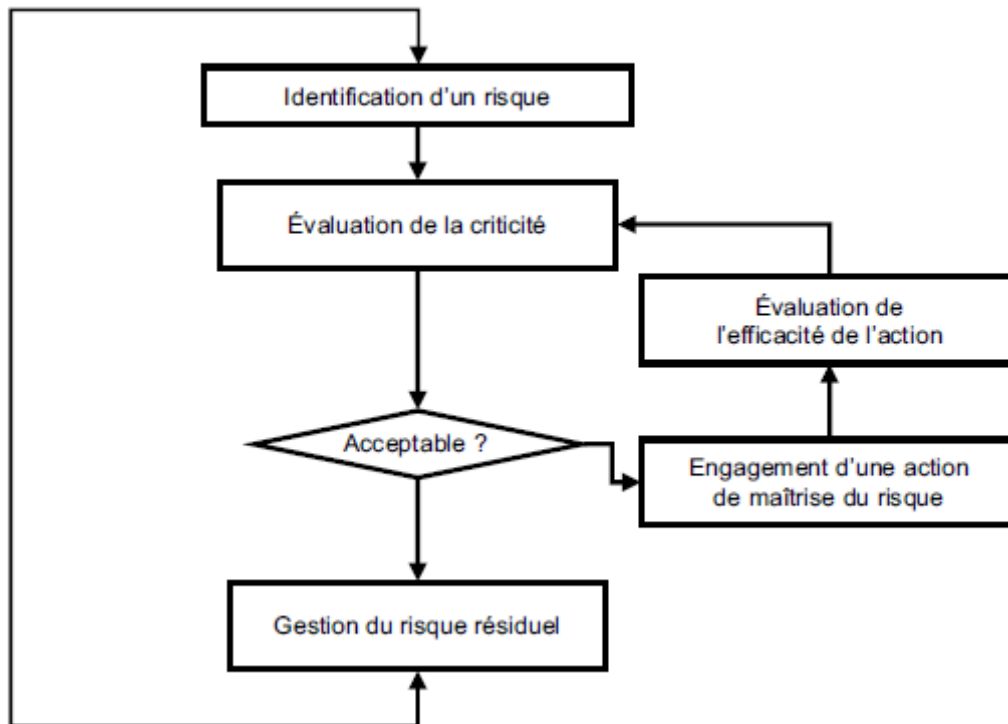 Identification d'un risque
Évaluation de la criticité
Évaluation de
l'efficacité de l'action
Acceptable ?
Engagement d'une action
de maîtrise du risque
Gestion du risque résiduel